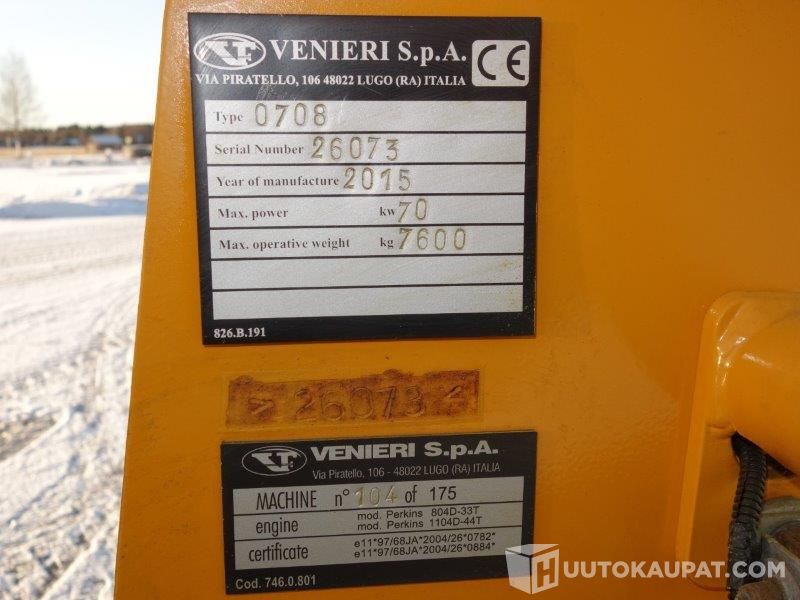 VF VENIERI S.p.A. CE
VIA PIRATELLO, 106 48022 LUGO (RA) ITALIA
Type 0708
Serial Number 26073
Year of manufacture 2015
Max. power kw 70
Max. operative weight kg 7600
826.B.191
> 26073 <
VF VENIERI S.p.A.
Via Piratello, 106 - 48022 LUGO (RA) ITALIA
MACHINE n° 104 of 175
engine mod. Perkins 804D-33T
mod. Perkins 1104D-44T
certificate e11*97/68JA*2004/26*0782*
e11*97/68JA*2004/26*0884*
Cod. 746.0.801
HUUTOKAUPAT.COM